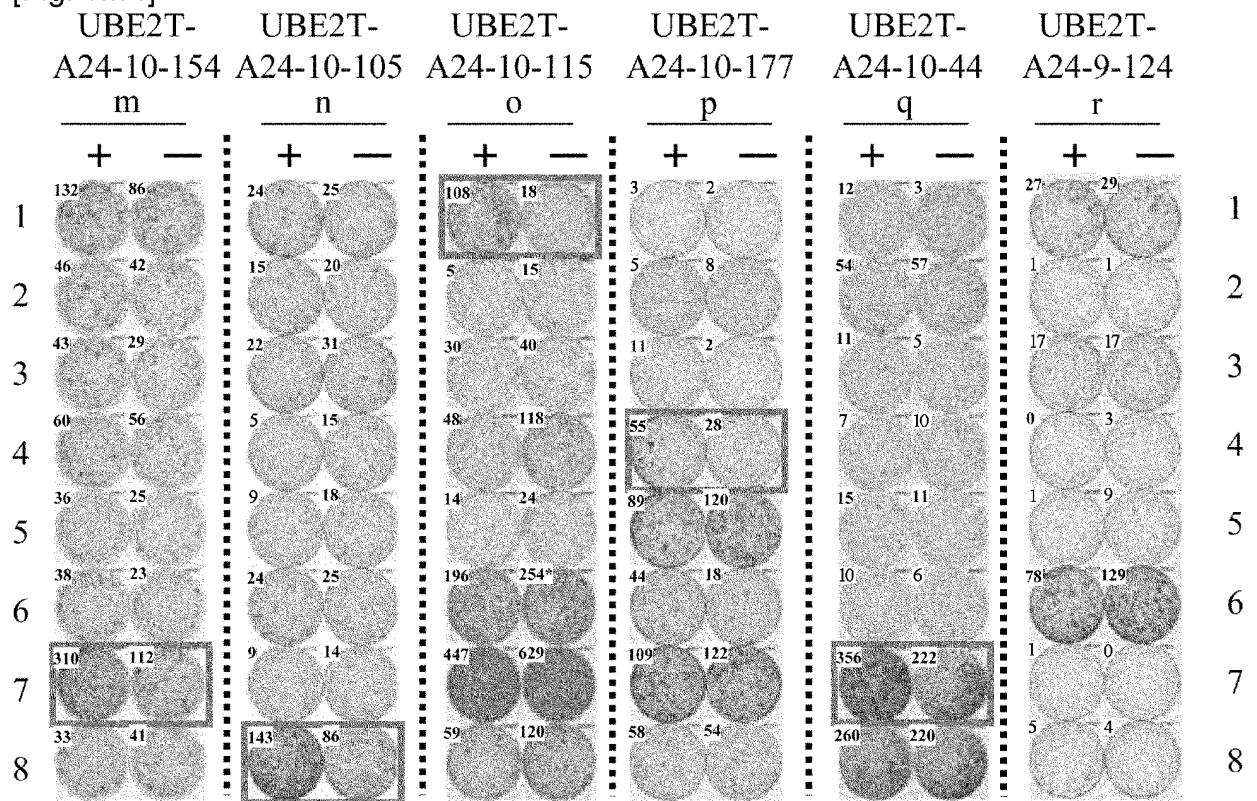 UBE2T- UBE2T- UBE2T- UBE2T- UBE2T- UBE2T-
A24-10-154 A24-10-105 A24-10-115 A24-10-177 A24-10-44 A24-9-124
m n o p q r
+ — + — + — + — + — + —
1 132 86 24 25 108 18 3 2 12 3 27 29 1
2 46 42 15 20 5 15 5 8 54 57 1 1 2
3 43 29 22 31 30 40 11 2 11 5 17 17 3
4 60 56 5 15 48 118 55 28 7 10 0 3 4
5 36 25 9 18 14 24 89 120 15 11 1 9 5
6 38 23 24 25 196 254* 44 18 10 6 78 129 6
7 310 112 9 14 447 629 109 122 356 222 1 0 7
8 33 41 143 86 59 120 58 54 260 220 5 4 8